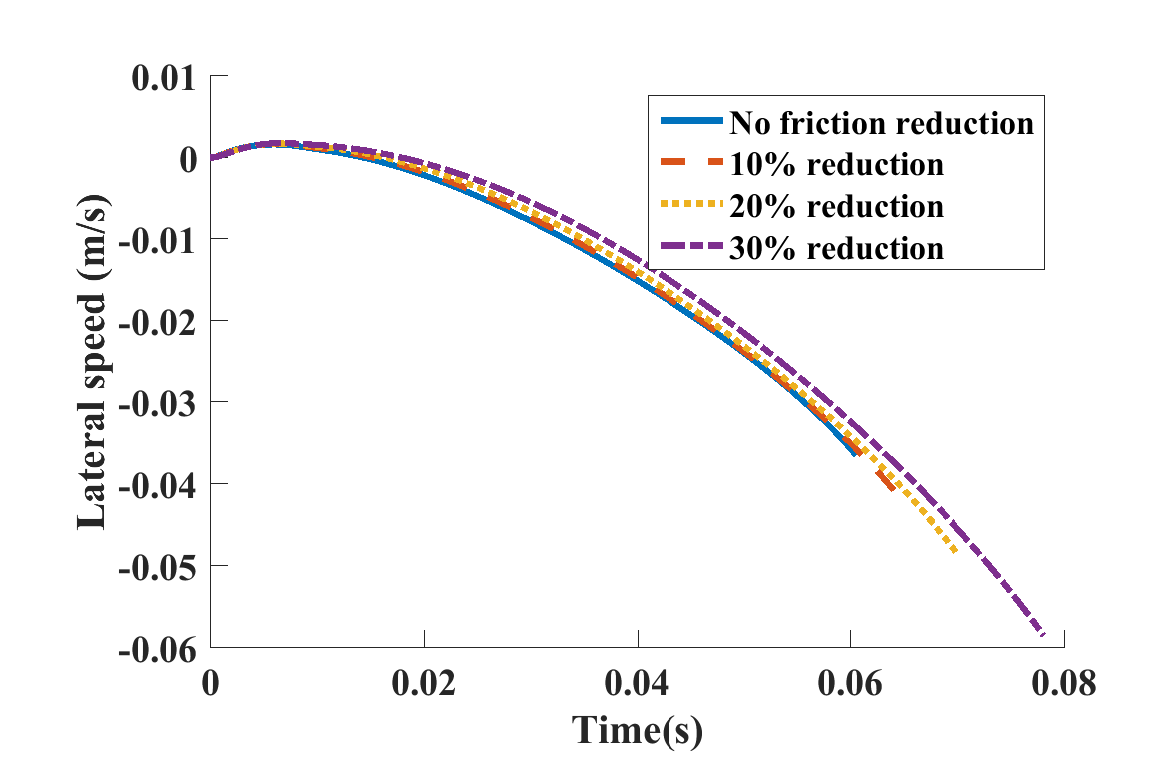 0.01
0
-0.01
-0.02
-0.03
-0.04
-0.05
-0.06
Lateral speed (m/s)
No friction reduction
10% reduction
20% reduction
30% reduction
0
0.02
0.04
0.06
0.08
Time(s)